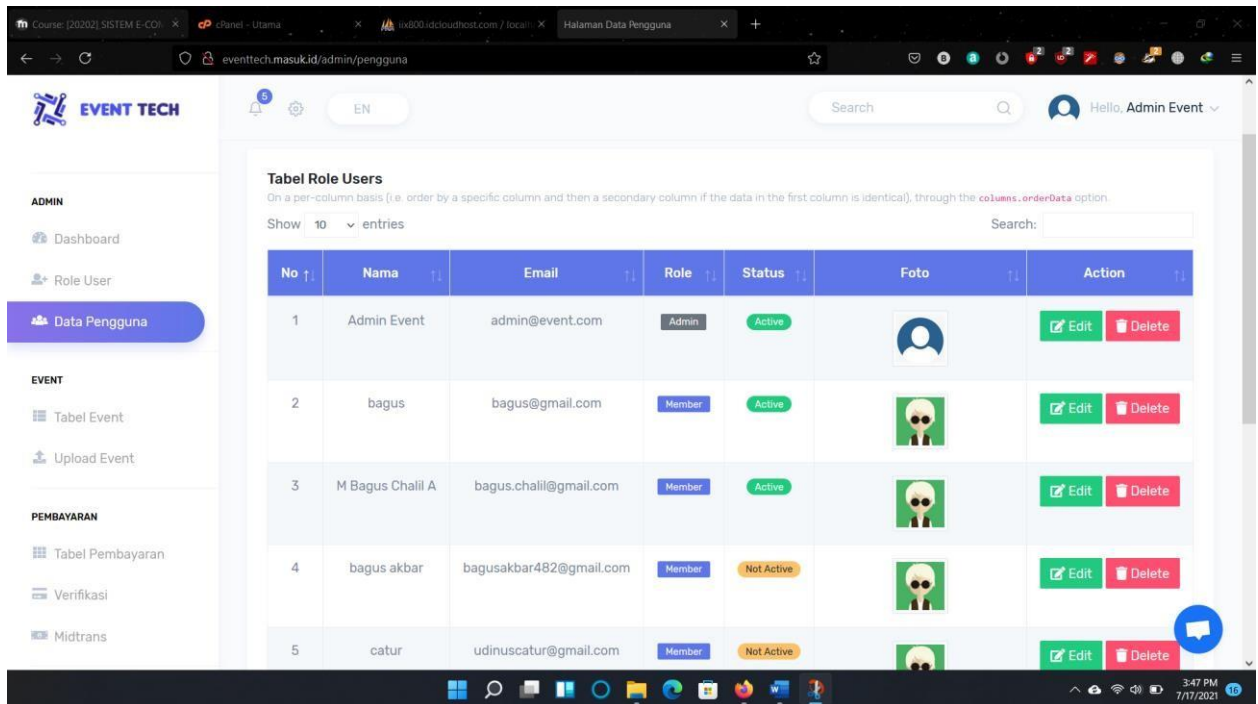 Course: [20202] SISTEM E-CO
cPanel - Utama
iix800.idcloudhost.com / local
Halaman Data Pengguna
eventtech.masuk.id/admin/pengguna
EVENT TECH
5
EN
Search
Hello, Admin Event
ADMIN
Dashboard
Role User
Data Pengguna
EVENT
Tabel Event
Upload Event
PEMBAYARAN
Tabel Pembayaran
Verifikasi
Midtrans
Tabel Role Users
On a per-column basis (i.e. order by a specific column and then a secondary column if the data in the first column is identical), through the columns.orderData option.
Show 10 entries
Search:
No Nama Email Role Status Foto Action
1 Admin Event admin@event.com Admin Active Edit Delete
2 bagus bagus@gmail.com Member Active Edit Delete
3 M Bagus Chalil A bagus.chalil@gmail.com Member Active Edit Delete
4 bagus akbar bagusakbar482@gmail.com Member Not Active Edit Delete
5 catur udinuscatur@gmail.com Member Not Active Edit Delete
3:47 PM
7/17/2021
16